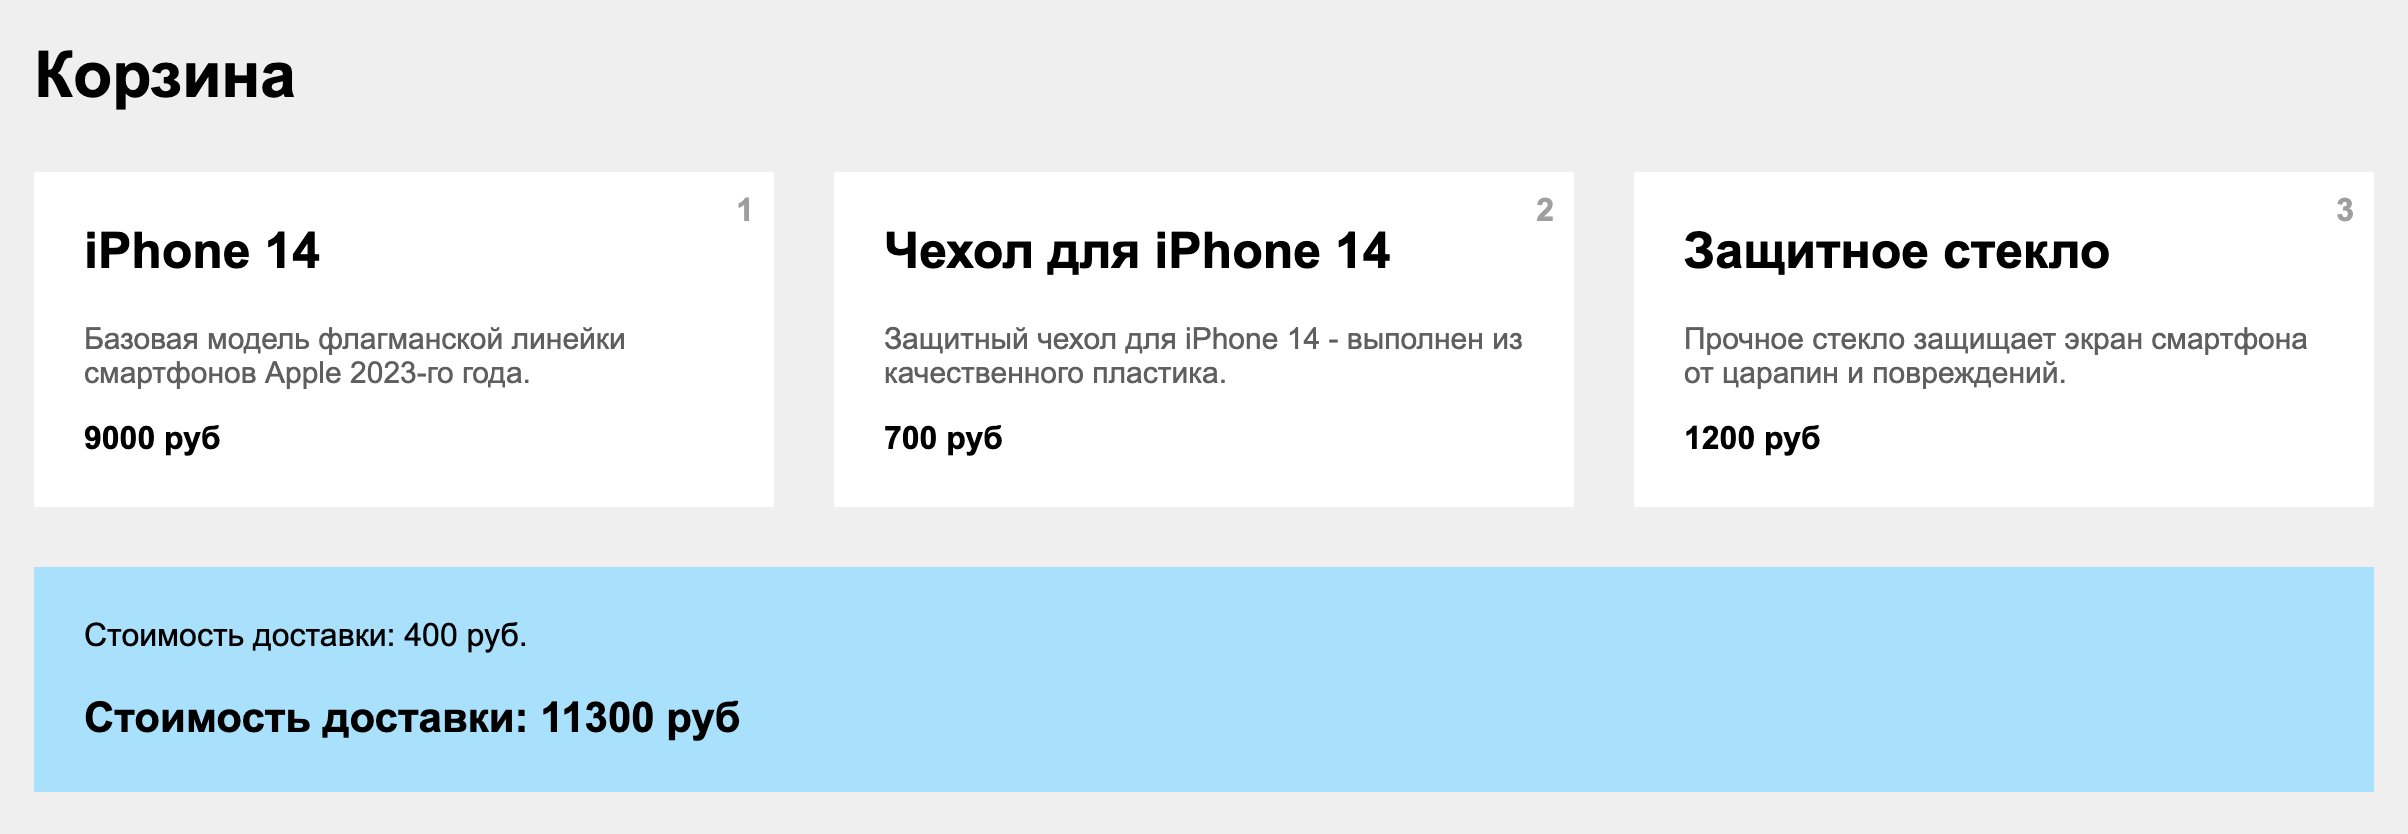 Корзина
1
iPhone 14
Базовая модель флагманской линейки
смартфонов Apple 2023-го года.
9000 руб
2
Чехол для iPhone 14
Защитный чехол для iPhone 14 - выполнен из
качественного пластика.
700 руб
3
Защитное стекло
Прочное стекло защищает экран смартфона
от царапин и повреждений.
1200 руб
Стоимость доставки: 400 руб.
Стоимость доставки: 11300 руб